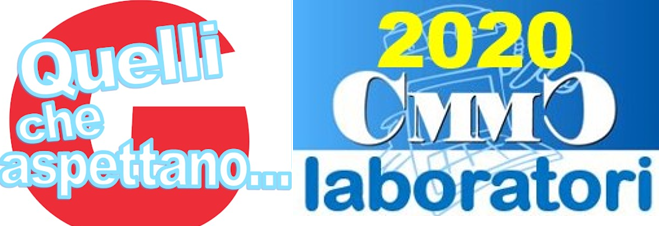 Quelli
che
aspettano...
2020
CMMC
laboratori